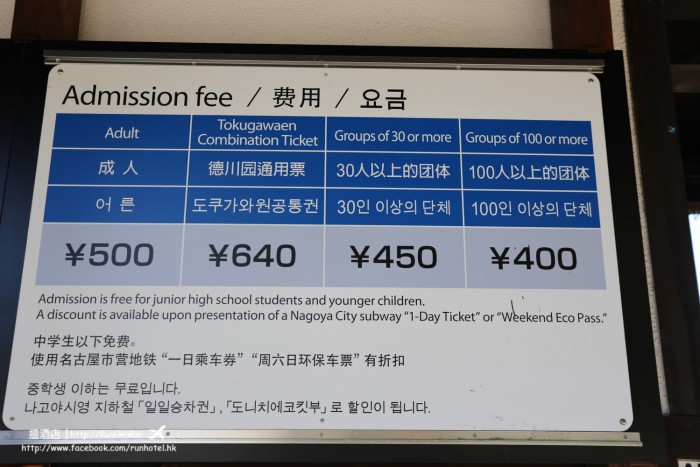 Admission fee / 费用 / 요금
Adult
Tokugawaen
Combination Ticket
Groups of 30 or more
Groups of 100 or more
成人
德川园通用票
30人以上的团体
100人以上的团体
어른
도쿠가와원공통권
30인 이상의 단체
100인 이상의 단체
¥500
¥640
¥450
¥400
Admission is free for junior high school students and younger children.
A discount is available upon presentation of a Nagoya City subway “1-Day Ticket” or “Weekend Eco Pass.”
中学生以下免费。
使用名古屋市营地铁“一日乘车券”“周六日环保车票”有折扣
중학생 이하는 무료입니다.
나고야시영 지하철「일일승차권」,「도니치에코킷부」로 할인이 됩니다.
http://www.facebook.com/runhotel.hk